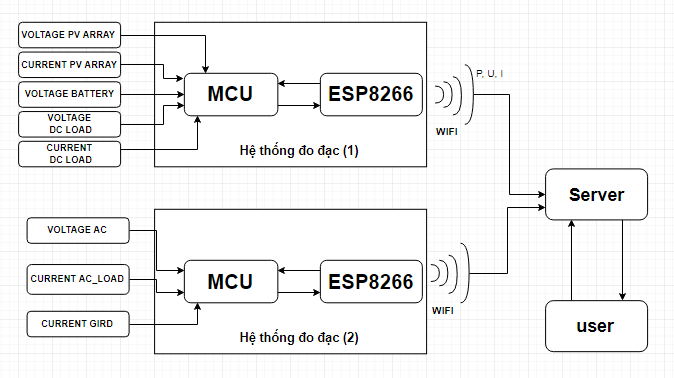 VOLTAGE PV ARRAY
CURRENT PV ARRAY
VOLTAGE BATTERY
VOLTAGE
DC LOAD
CURRENT
DC LOAD
MCU
ESP8266
Hệ thống đo đạc (1)
P, U, I
WIFI
VOLTAGE AC
CURRENT AC_LOAD
CURRENT GIRD
MCU
ESP8266
Hệ thống đo đạc (2)
WIFI
Server
user